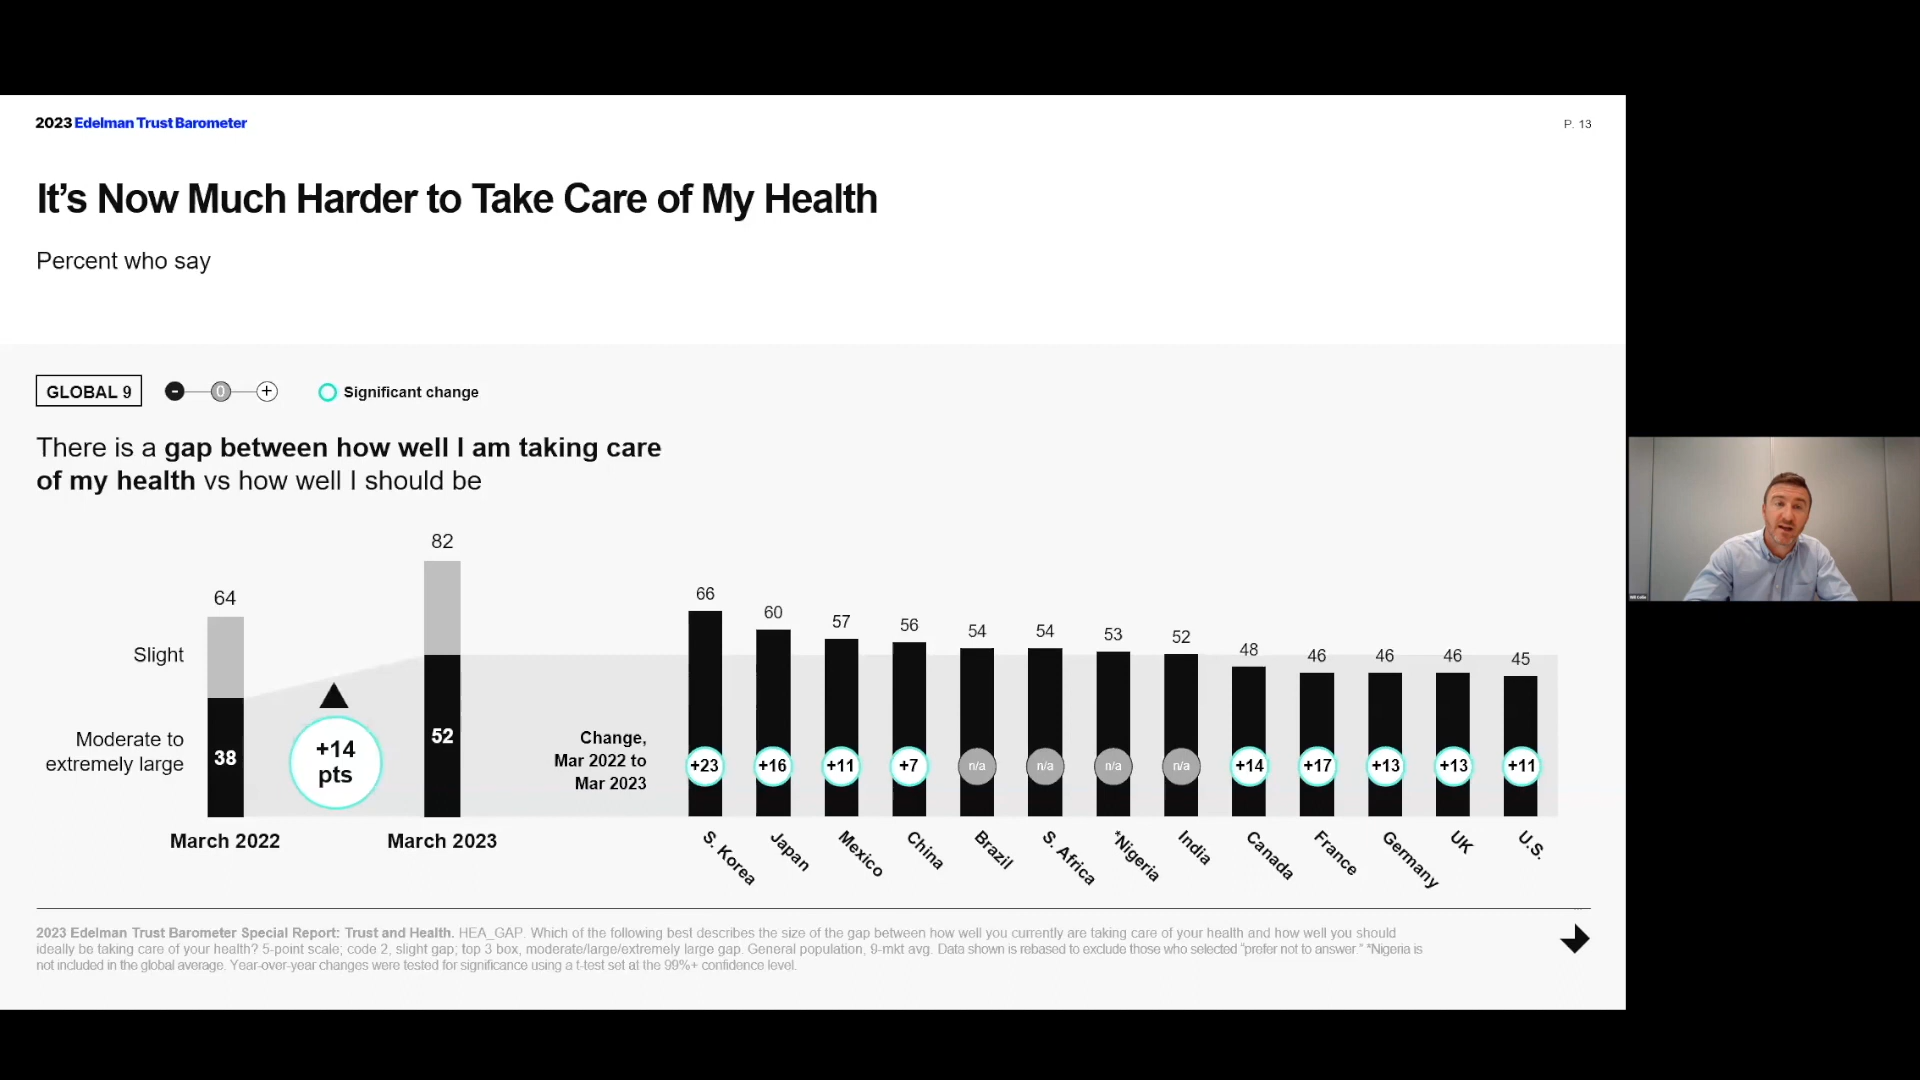 2023 Edelman Trust Barometer
P. 13
It’s Now Much Harder to Take Care of My Health
Percent who say
GLOBAL 9
- 0 +
Significant change
There is a gap between how well I am taking care
of my health vs how well I should be
64
82
Slight
Moderate to
extremely large
38
+14
pts
52
March 2022
March 2023
Change,
Mar 2022 to
Mar 2023
66 60 57 56 54 54 53 52 48 46 46 46 45
+23 +16 +11 +7 n/a n/a n/a n/a +14 +17 +13 +13 +11
S. Korea
Japan
Mexico
China
Brazil
S. Africa
*Nigeria
India
Canada
France
Germany
UK
U.S.
2023 Edelman Trust Barometer Special Report: Trust and Health. HEA_GAP. Which of the following best describes the size of the gap between how well you currently are taking care of your health and how well you should
ideally be taking care of your health? 5-point scale; code 2, slight gap; top 3 box, moderate/large/extremely large gap. General population, 9-mkt avg. Data shown is rebased to exclude those who selected “prefer not to answer.” *Nigeria is
not included in the global average. Year-over-year changes were tested for significance using a t-test set at the 99%+ confidence level.